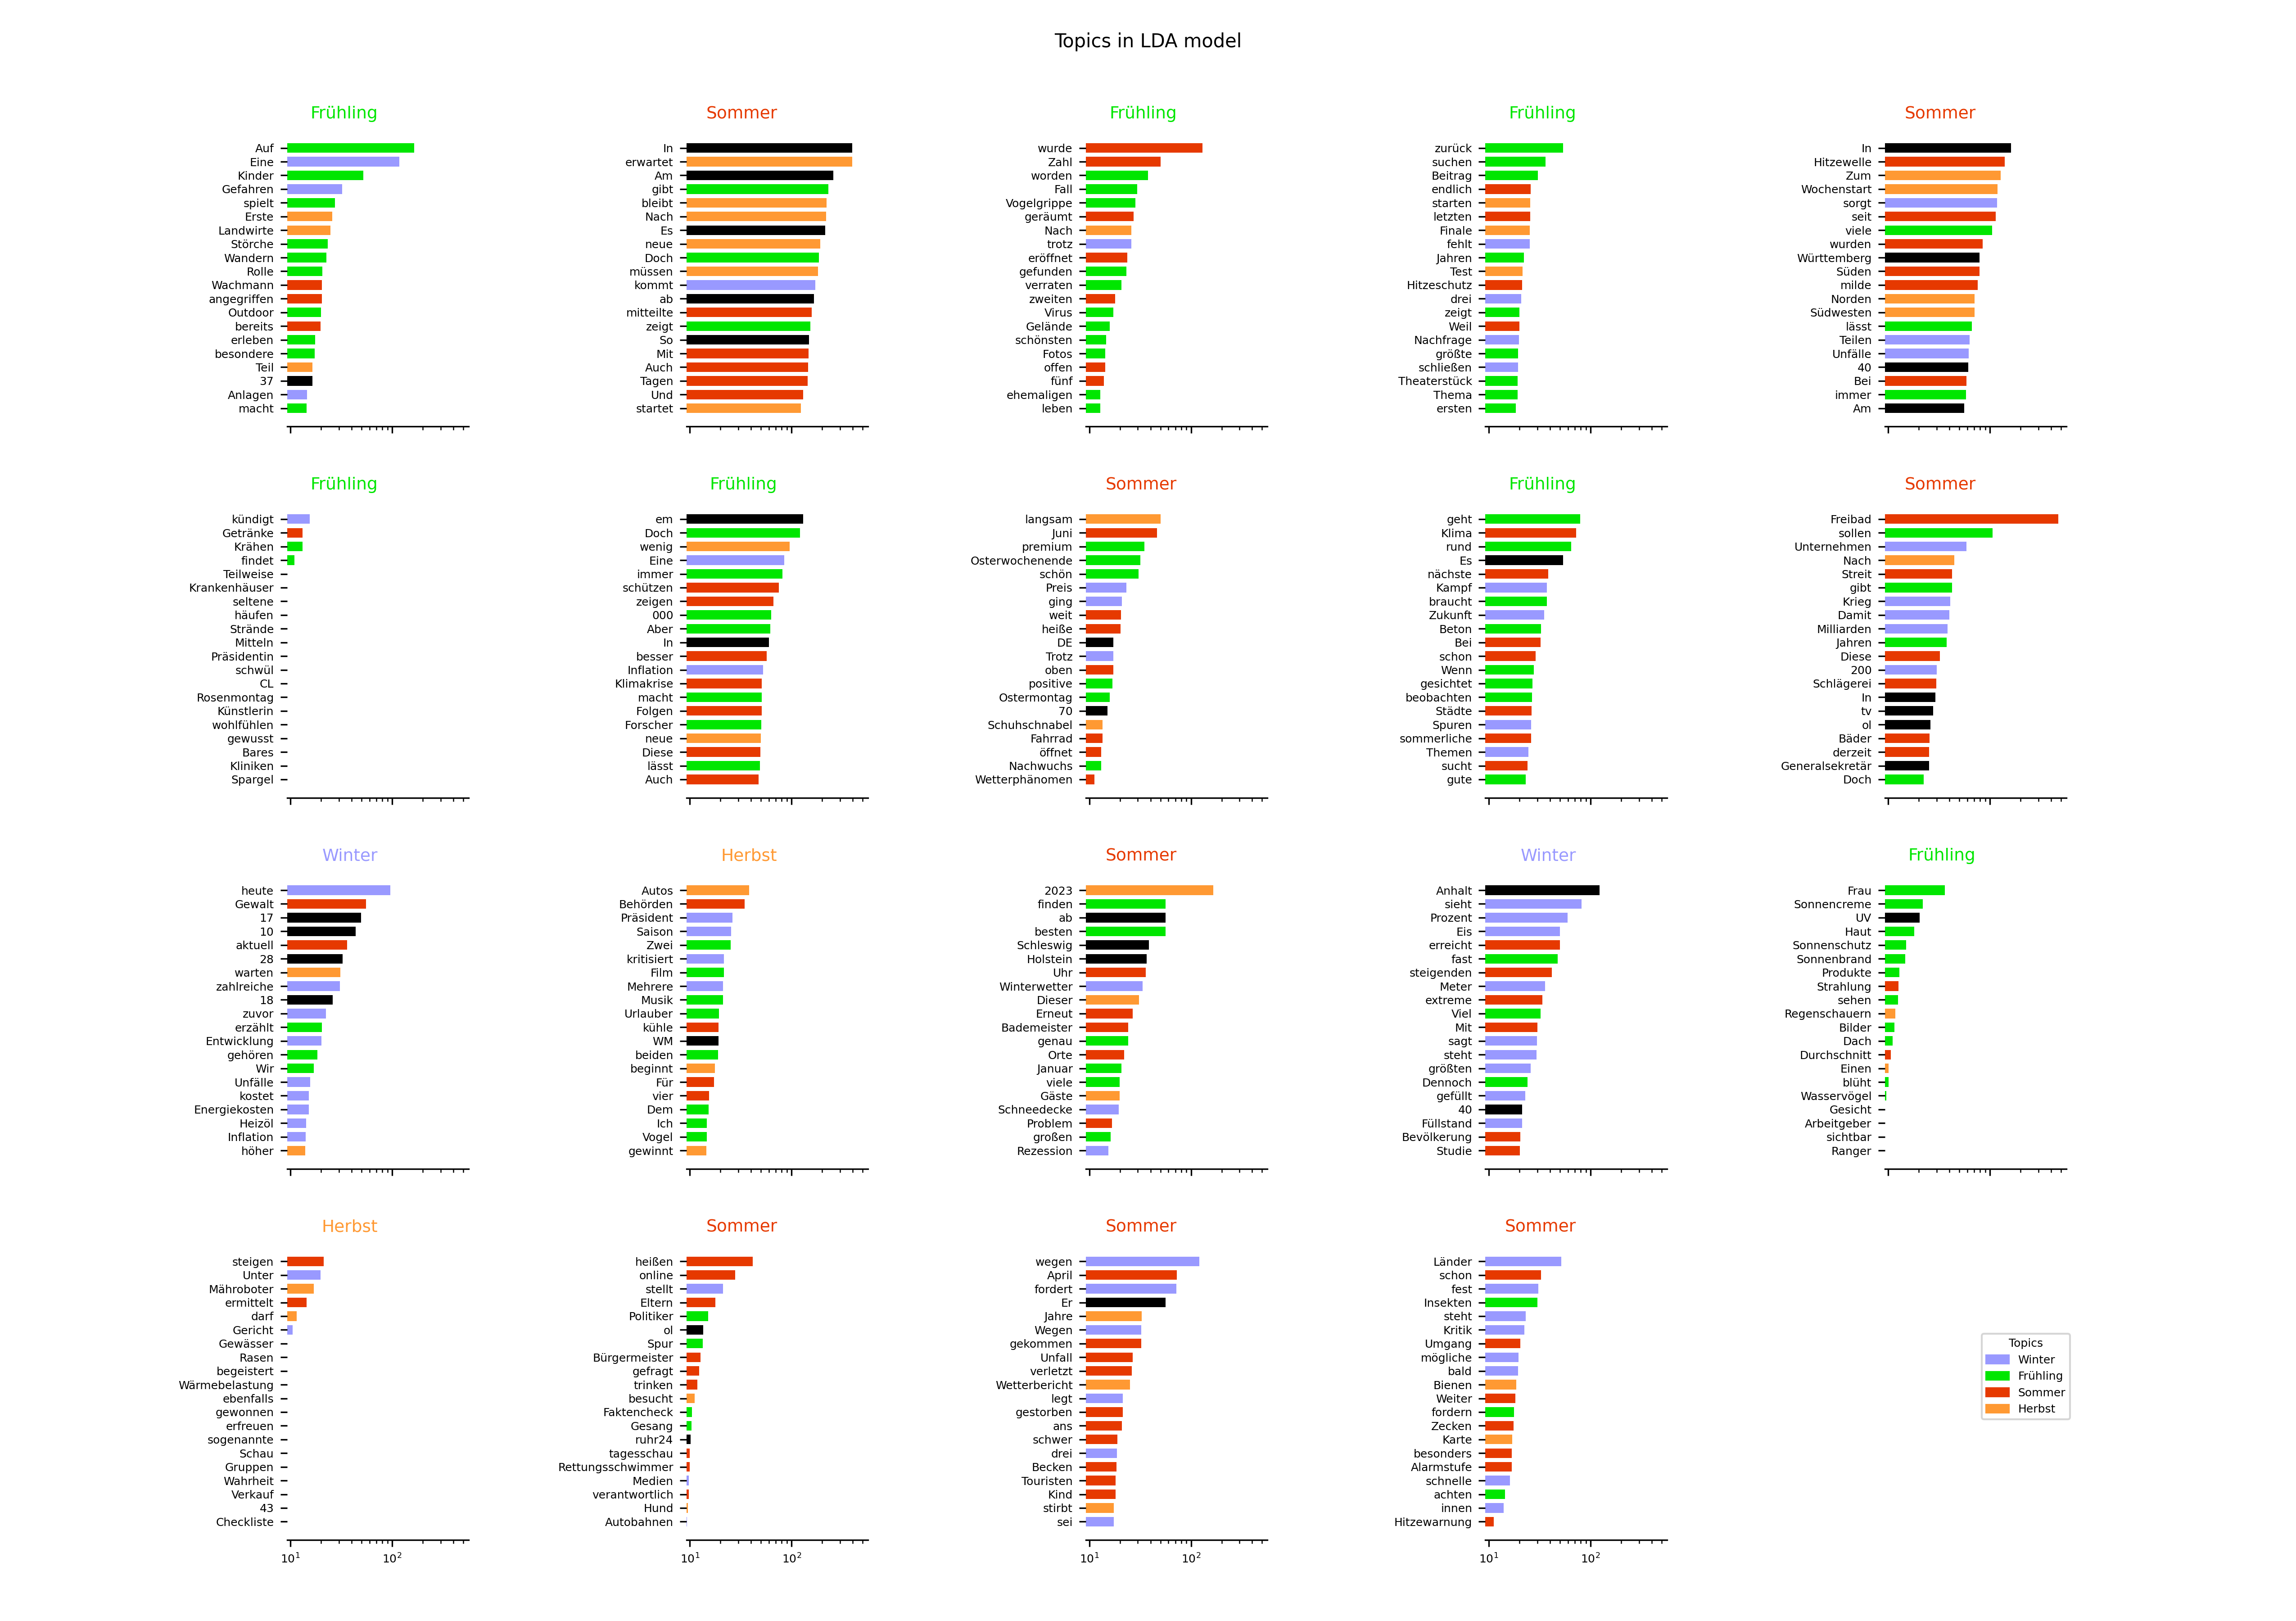 Topics in LDA model
Frühling
Auf
Eine
Kinder
Gefahren
spielt
Erste
Landwirte
Störche
Wandern
Rolle
Wachmann
angegriffen
Outdoor
bereits
erleben
besondere
Teil
37
Anlagen
macht
Sommer
In
erwartet
Am
gibt
bleibt
Nach
Es
neue
Doch
müssen
kommt
ab
mitteilte
zeigt
So
Mit
Auch
Tagen
Und
startet
Frühling
wurde
Zahl
worden
Fall
Vogelgrippe
geräumt
Nach
trotz
eröffnet
gefunden
verraten
zweiten
Virus
Gelände
schönsten
Fotos
offen
fünf
ehemaligen
leben
Frühling
zurück
suchen
Beitrag
endlich
starten
letzten
Finale
fehlt
Jahren
Test
Hitzeschutz
drei
zeigt
Weil
Nachfrage
größte
schließen
Theaterstück
Thema
ersten
Sommer
In
Hitzewelle
Zum
Wochenstart
sorgt
seit
viele
wurden
Württemberg
Süden
milde
Norden
Südwesten
lässt
Teilen
Unfälle
40
Bei
immer
Am
Frühling
kündigt
Getränke
Krähen
findet
Teilweise
Krankenhäuser
seltene
häufen
Strände
Mitteln
Präsidentin
schwül
CL
Rosenmontag
Künstlerin
wohlfühlen
gewusst
Bares
Kliniken
Spargel
Frühling
em
Doch
wenig
Eine
immer
schützen
zeigen
000
Aber
In
besser
Inflation
Klimakrise
macht
Folgen
Forscher
neue
Diese
lässt
Auch
Sommer
langsam
Juni
premium
Osterwochenende
schön
Preis
ging
weit
heiße
DE
Trotz
oben
positive
Ostermontag
70
Schuhschnabel
Fahrrad
öffnet
Nachwuchs
Wetterphänomen
Frühling
geht
Klima
rund
Es
nächste
Kampf
braucht
Zukunft
Beton
Bei
schon
Wenn
gesichtet
beobachten
Städte
Spuren
sommerliche
Themen
sucht
gute
Sommer
Freibad
sollen
Unternehmen
Nach
Streit
gibt
Krieg
Damit
Milliarden
Jahren
Diese
200
Schlägerei
In
tv
ol
Bäder
derzeit
Generalsekretär
Doch
Winter
heute
Gewalt
17
10
aktuell
28
warten
zahlreiche
18
zuvor
erzählt
Entwicklung
gehören
Wir
Unfälle
kostet
Energiekosten
Heizöl
Inflation
höher
Herbst
Autos
Behörden
Präsident
Saison
Zwei
kritisiert
Film
Mehrere
Musik
Urlauber
kühle
WM
beiden
beginnt
Für
vier
Dem
Ich
Vogel
gewinnt
Sommer
2023
finden
ab
besten
Schleswig
Holstein
Uhr
Winterwetter
Dieser
Erneut
Bademeister
genau
Orte
Januar
viele
Gäste
Schneedecke
Problem
großen
Rezession
Winter
Anhalt
sieht
Prozent
Eis
erreicht
fast
steigenden
Meter
extreme
Viel
Mit
sagt
steht
größten
Dennoch
gefüllt
40
Füllstand
Bevölkerung
Studie
Frühling
Frau
Sonnencreme
UV
Haut
Sonnenschutz
Sonnenbrand
Produkte
Strahlung
sehen
Regenschauern
Bilder
Dach
Durchschnitt
Einen
blüht
Wasservögel
Gesicht
Arbeitgeber
sichtbar
Ranger
Herbst
steigen
Unter
Mähroboter
ermittelt
darf
Gericht
Gewässer
Rasen
begeistert
Wärmebelastung
ebenfalls
gewonnen
erfreuen
sogenannte
Schau
Gruppen
Wahrheit
Verkauf
43
Checkliste
10¹ 10²
Sommer
heißen
online
stellt
Eltern
Politiker
ol
Spur
Bürgermeister
gefragt
trinken
besucht
Faktencheck
Gesang
ruhr24
tagesschau
Rettungsschwimmer
Medien
verantwortlich
Hund
Autobahnen
10¹ 10²
Sommer
wegen
April
fordert
Er
Jahre
Wegen
gekommen
Unfall
verletzt
Wetterbericht
legt
gestorben
ans
schwer
drei
Becken
Touristen
Kind
stirbt
sei
10¹ 10²
Sommer
Länder
schon
fest
Insekten
steht
Kritik
Umgang
mögliche
bald
Bienen
Weiter
fordern
Zecken
Karte
besonders
Alarmstufe
schnelle
achten
innen
Hitzewarnung
10¹ 10²
Topics
Winter
Frühling
Sommer
Herbst